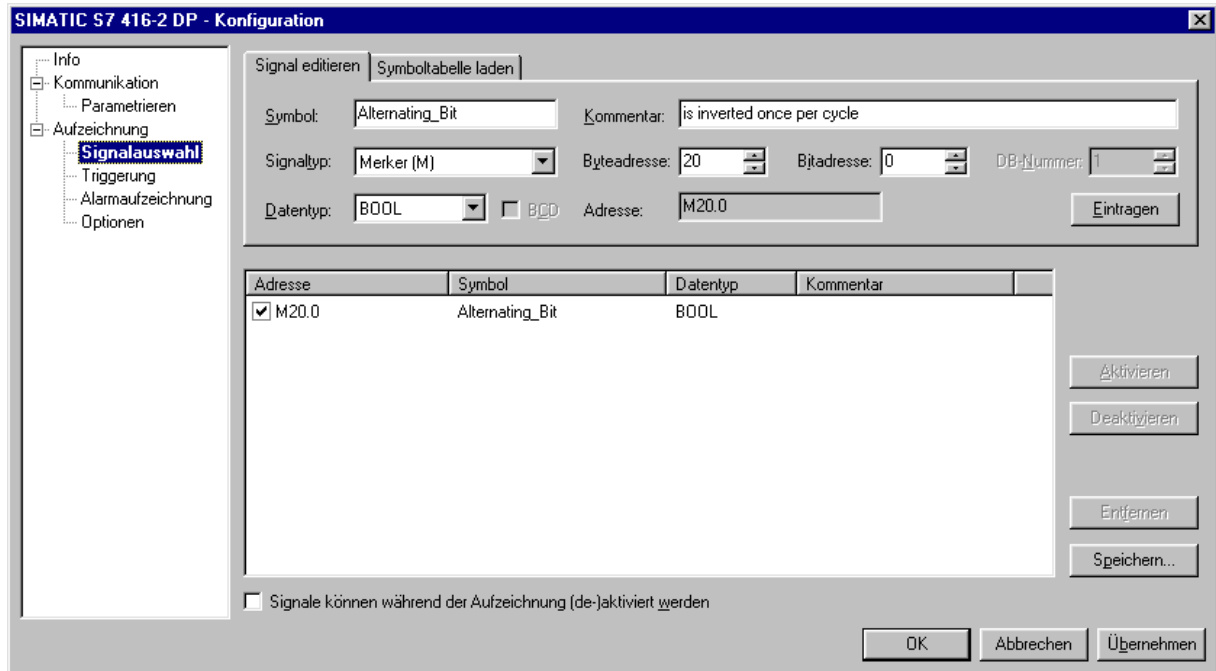 SIMATIC S7 416-2 DP - Konfiguration
Info
Kommunikation
Parametrieren
Aufzeichnung
Signalauswahl
Triggerung
Alarmaufzeichnung
Optionen
Signal editieren Symboltabelle laden
Symbol: Alternating_Bit Kommentar: is inverted once per cycle
Signaltyp: Merker (M) Byteadresse: 20 Bitadresse: 0 DB-Nummer: 1
Datentyp: BOOL BCD Adresse: M20.0 Eintragen
Adresse Symbol Datentyp Kommentar
M20.0 Alternating_Bit BOOL
Aktivieren
Deaktivieren
Entfernen
Speichern...
Signale können während der Aufzeichnung (de-)aktiviert werden
OK Abbrechen Übernehmen